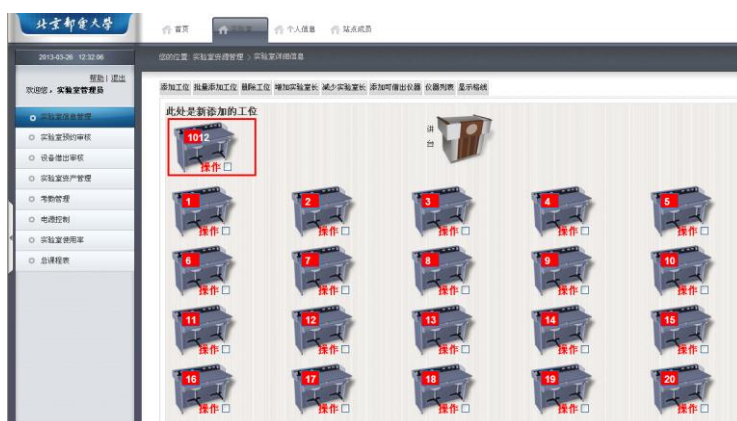 北京邮电大学
首页
个人信息
站点成员
2013-03-26 12:32:06
您的位置: 实验室资源管理 > 实验室详细信息
帮助 | 退出
欢迎您，实验室管理员
添加工位 批量添加工位 删除工位 增加实验室长 减少实验室长 添加可借出仪器 仪器列表 显示格线
实验室信息管理
实验室预约审核
设备借出审核
实验室资产管理
考勤管理
电源控制
实验室使用率
总课程表
此处是新添加的工位
1012
操作
讲台
1 2 3 4 5
操作 操作 操作 操作 操作
6 7 8 9 10
操作 操作 操作 操作 操作
11 12 13 14 15
操作 操作 操作 操作 操作
16 17 18 19 20
操作 操作 操作 操作 操作